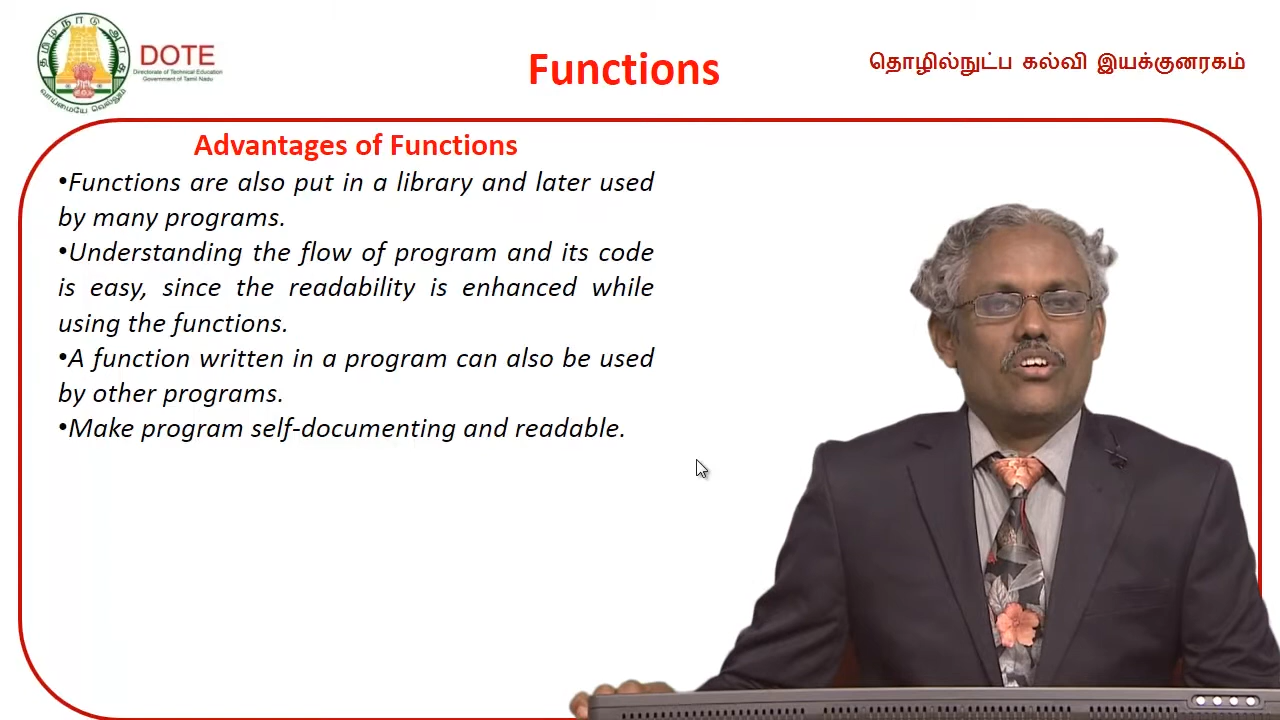 தமிழ்நாடு அரசு
வாய்மையே வெல்லும்
DOTE
Directorate of Technical Education
Government of Tamil Nadu
Functions
தொழில்நுட்ப கல்வி இயக்குனரகம்
Advantages of Functions
•Functions are also put in a library and later used
by many programs.
•Understanding the flow of program and its code
is easy, since the readability is enhanced while
using the functions.
•A function written in a program can also be used
by other programs.
•Make program self-documenting and readable.